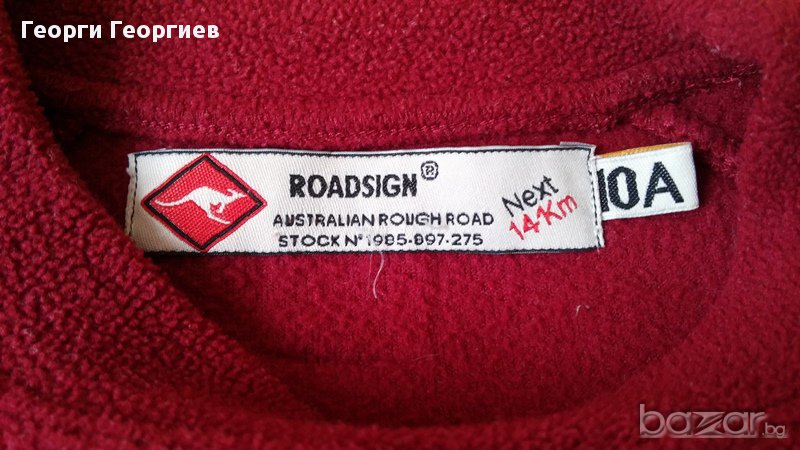 Георги Георгиев
ROADSIGN®
AUSTRALIAN ROUGH ROAD
STOCK N° 1985-897-275
Next
14Km
10A
bazar.bg